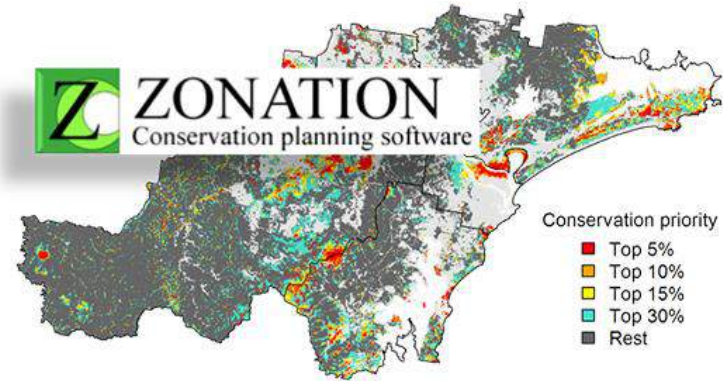 Z
ZONATION
Conservation planning software
Conservation priority
Top 5%
Top 10%
Top 15%
Top 30%
Rest